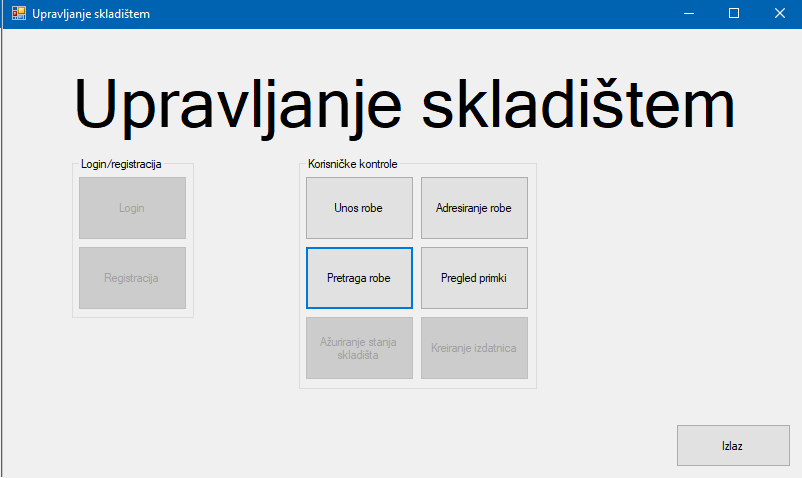 Upravljanje skladištem
Upravljanje skladištem
Login/registracija
Login
Registracija
Korisničke kontrole
Unos robe
Adresiranje robe
Pretraga robe
Pregled primki
Ažuriranje stanja
skladišta
Kreiranje izdatnica
Izlaz